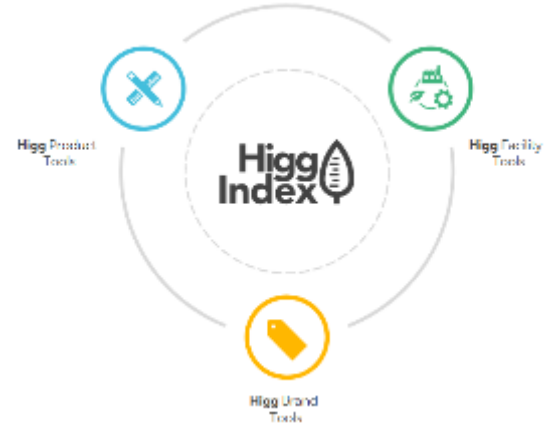 Higg
Index
Higg Product
Tools
Higg Facility
Tools
Higg Brand
Tools